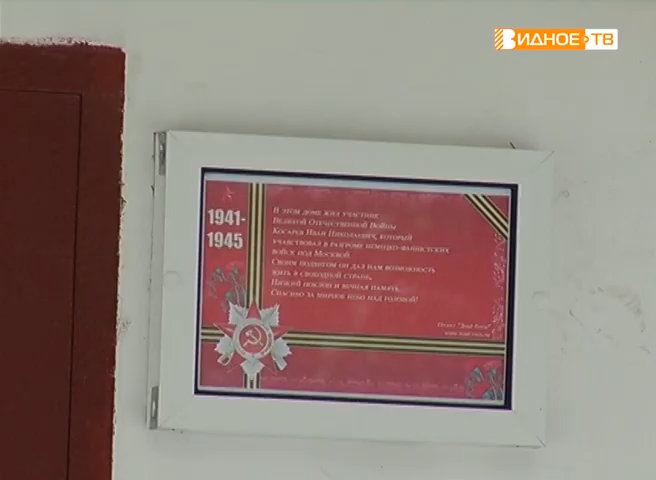 ВИДНОЕ ТВ
1941-
1945
В этом доме жил участник
Великой Отечественной Войны
Косарев Иван Николаевич, который
участвовал в разгроме немецко-фашистских
войск под Москвой.
Своим подвигом он дал нам возможность
жить в свободной стране.
Низкий поклон и вечная память.
Спасибо за мирное небо над головой!
Проект